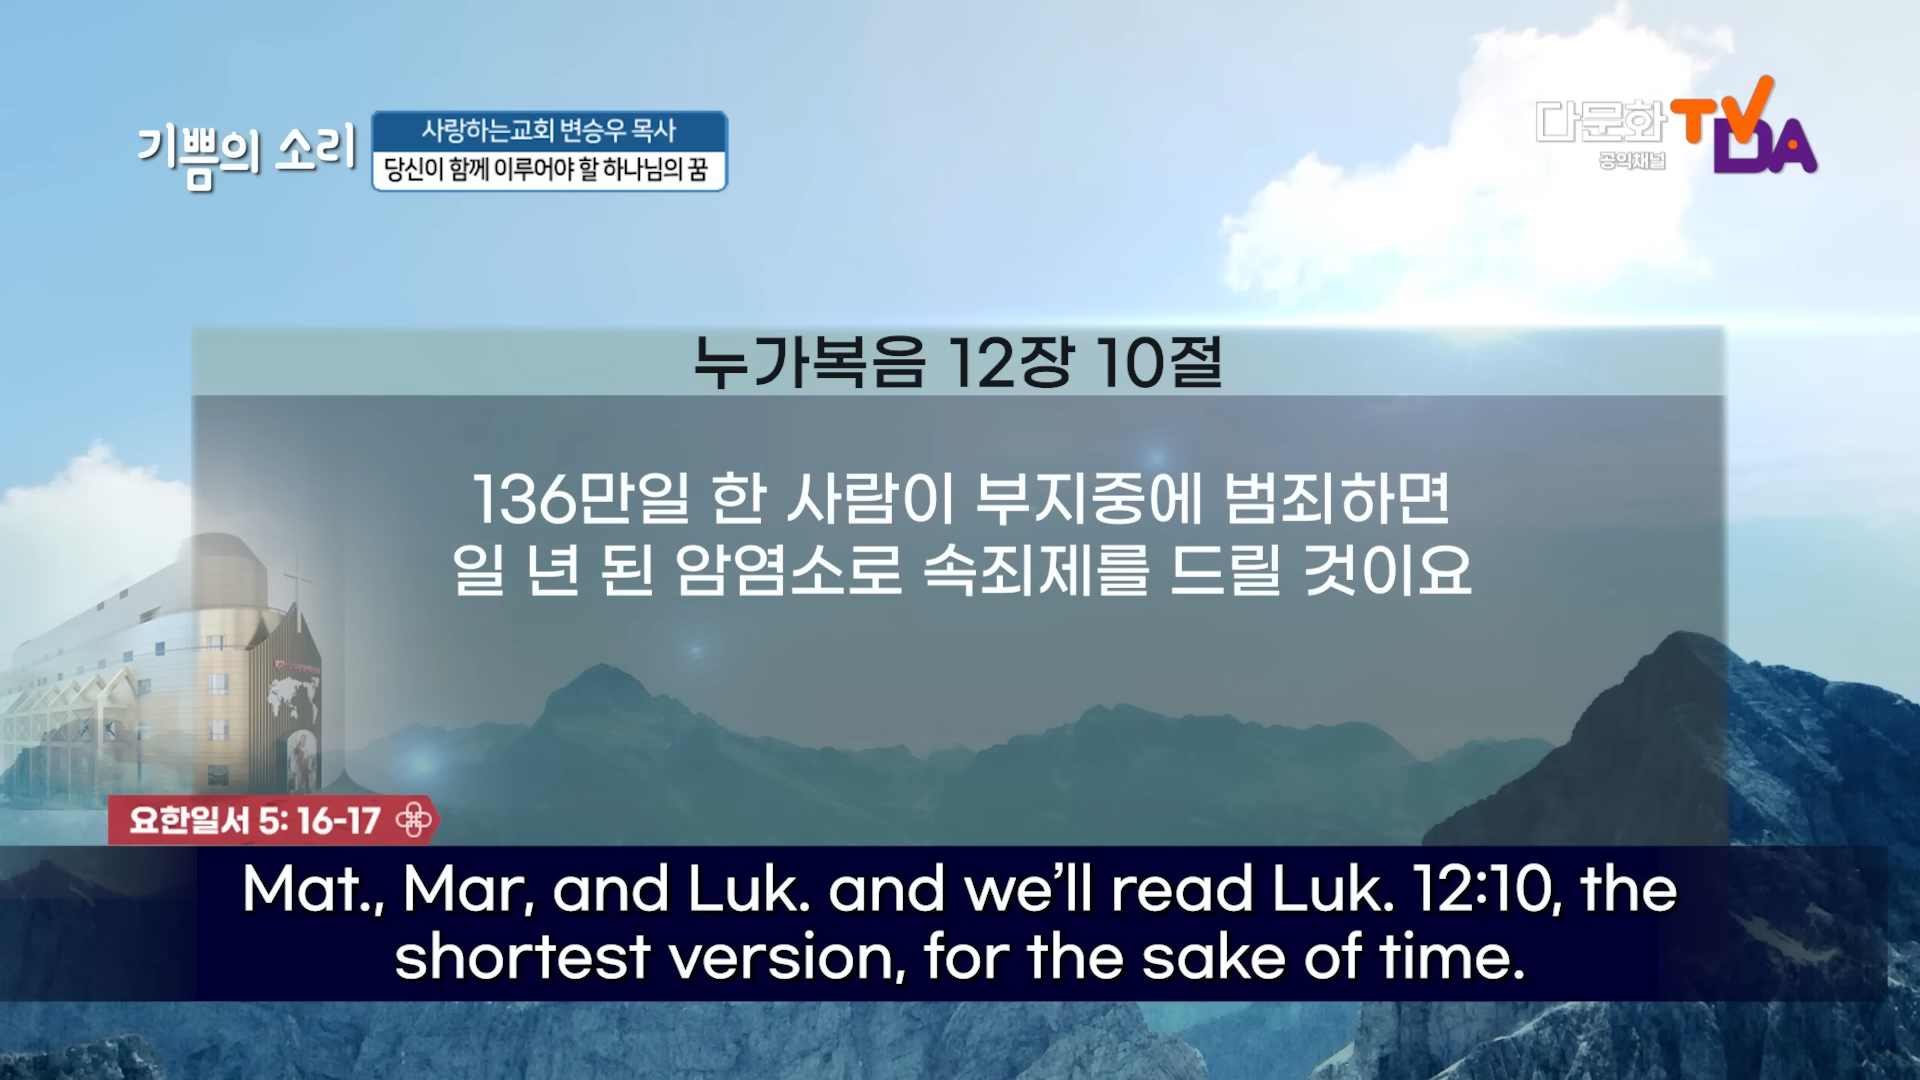 기쁨의 소리
사랑하는교회 변승우 목사
당신이 함께 이루어야 할 하나님의 꿈
다문화 TV
공익채널 DA
누가복음 12장 10절
136만일 한 사람이 부지중에 범죄하면
일 년 된 암염소로 속죄제를 드릴 것이요
요한일서 5: 16-17
Mat., Mar, and Luk. and we’ll read Luk. 12:10, the
shortest version, for the sake of time.